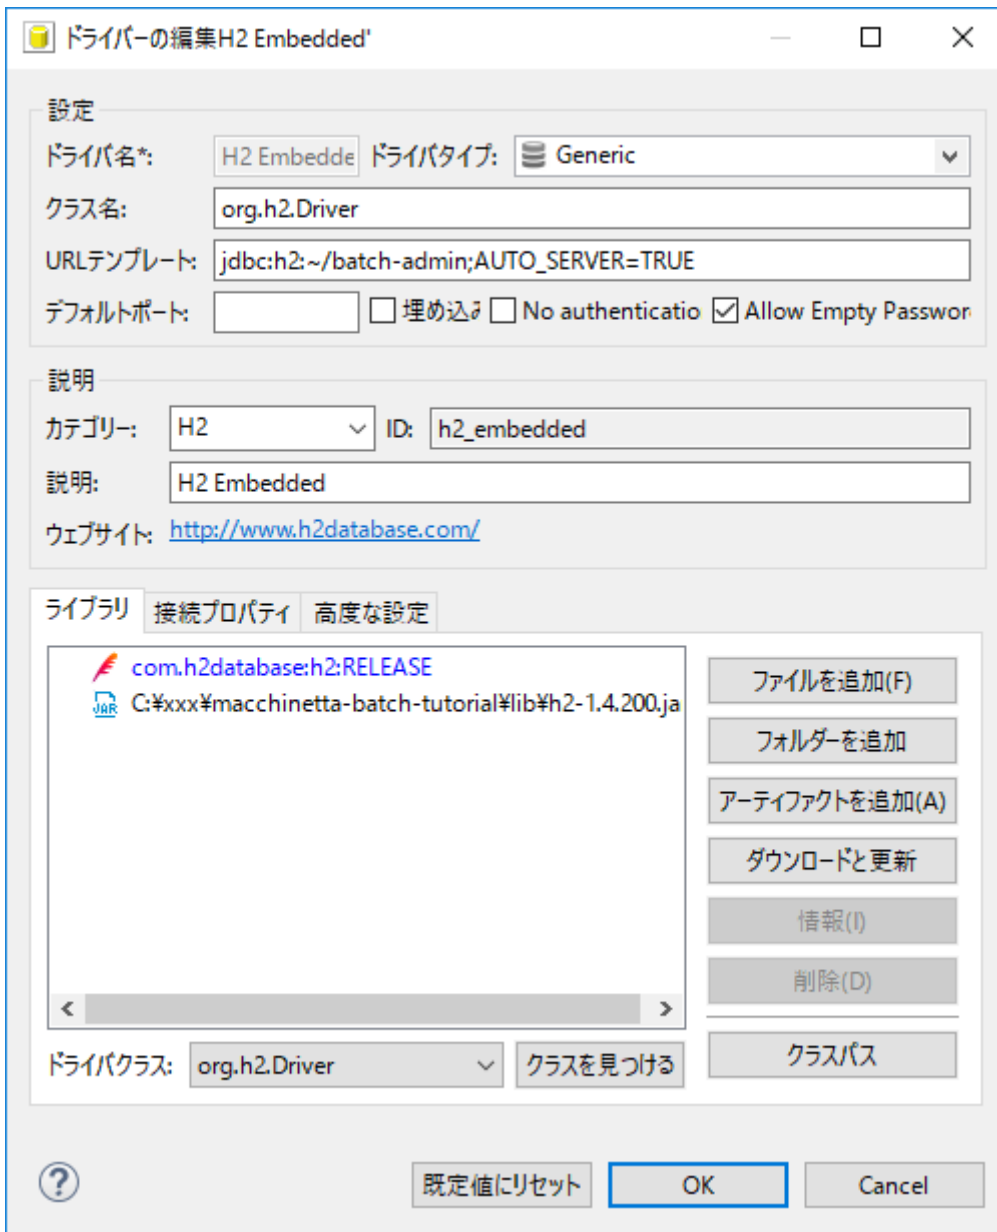 ドライバーの編集H2 Embedded'
設定
ドライバ名*: H2 Embedde ドライバタイプ: Generic
クラス名: org.h2.Driver
URLテンプレート: jdbc:h2:~/batch-admin;AUTO_SERVER=TRUE
デフォルトポート: 埋め込み No authenticatio Allow Empty Passwor
説明
カテゴリー: H2 ID: h2_embedded
説明: H2 Embedded
ウェブサイト: http://www.h2database.com/
ライブラリ 接続プロパティ 高度な設定
com.h2database:h2:RELEASE
JAR C:¥xxx¥macchinetta-batch-tutorial¥lib¥h2-1.4.200.ja
ファイルを追加(F)
フォルダーを追加
アーティファクトを追加(A)
ダウンロードと更新
情報(I)
削除(D)
クラスパス
ドライバクラス: org.h2.Driver クラスを見つける
? 既定値にリセット OK Cancel